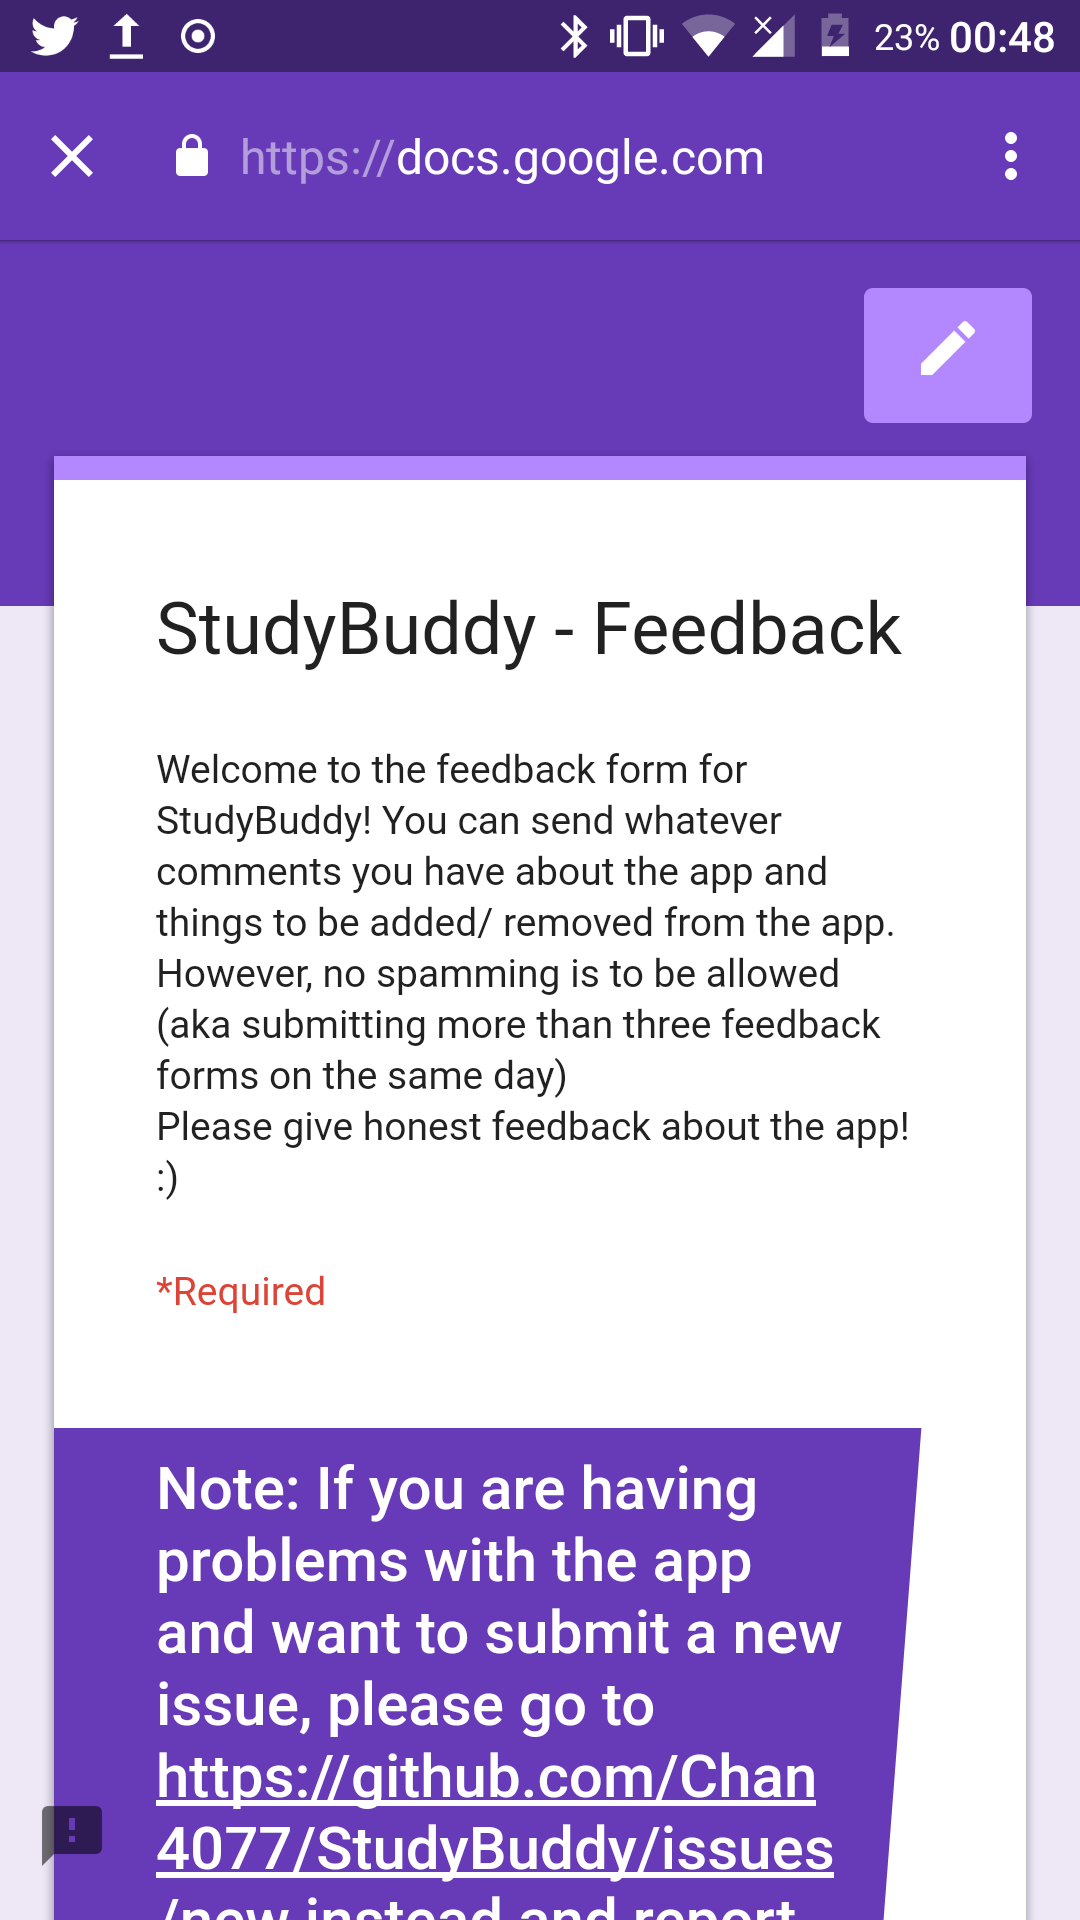 23% 00:48
https://docs.google.com
StudyBuddy - Feedback
Welcome to the feedback form for
StudyBuddy! You can send whatever
comments you have about the app and
things to be added/ removed from the app.
However, no spamming is to be allowed
(aka submitting more than three feedback
forms on the same day)
Please give honest feedback about the app!
:)
*Required
Note: If you are having
problems with the app
and want to submit a new
issue, please go to
https://github.com/Chan
4077/StudyBuddy/issues
/new instead and report